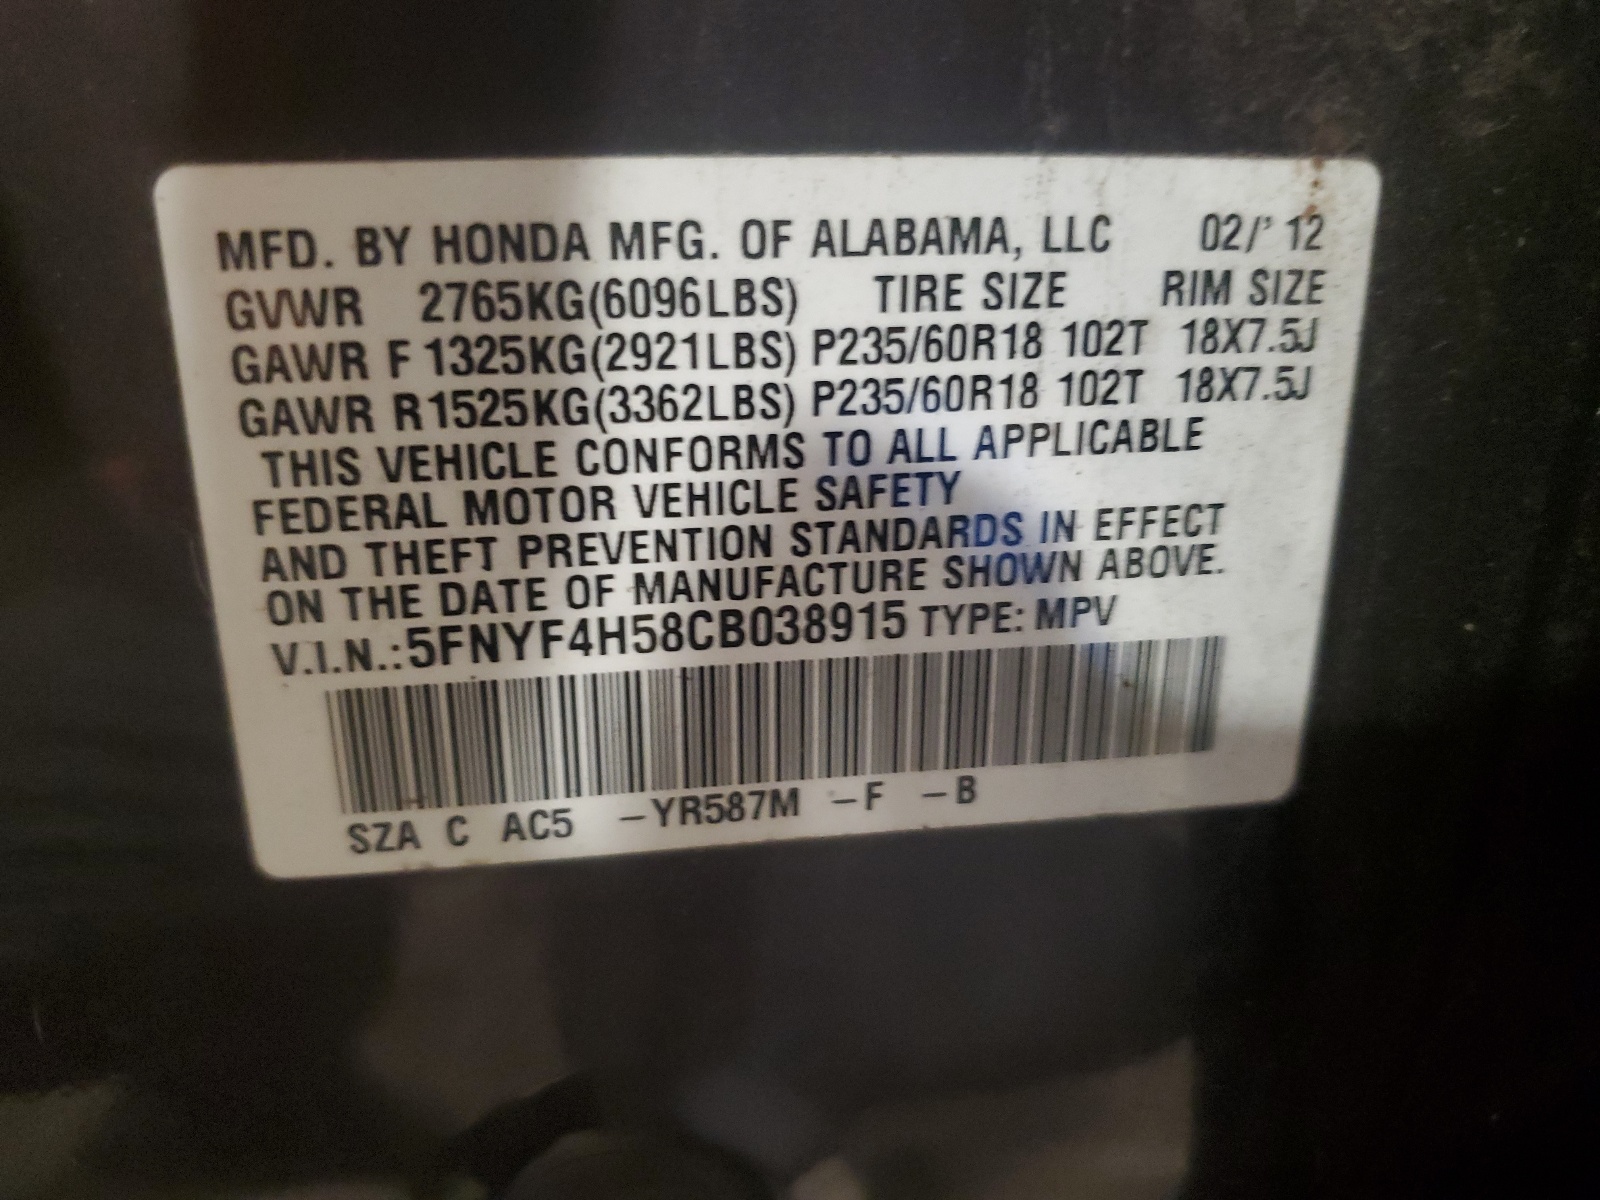 MFD. BY HONDA MFG. OF ALABAMA, LLC 02/' 12
GVWR 2765KG(6096LBS) TIRE SIZE RIM SIZE
GAWR F 1325KG(2921LBS) P235/60R18 102T 18X7.5J
GAWR R1525KG(3362LBS) P235/60R18 102T 18X7.5J
THIS VEHICLE CONFORMS TO ALL APPLICABLE
FEDERAL MOTOR VEHICLE SAFETY
AND THEFT PREVENTION STANDARDS IN EFFECT
ON THE DATE OF MANUFACTURE SHOWN ABOVE.
V.I.N.:5FNYF4H58CB038915 TYPE: MPV
SZA C AC5 –YR587M –F –B